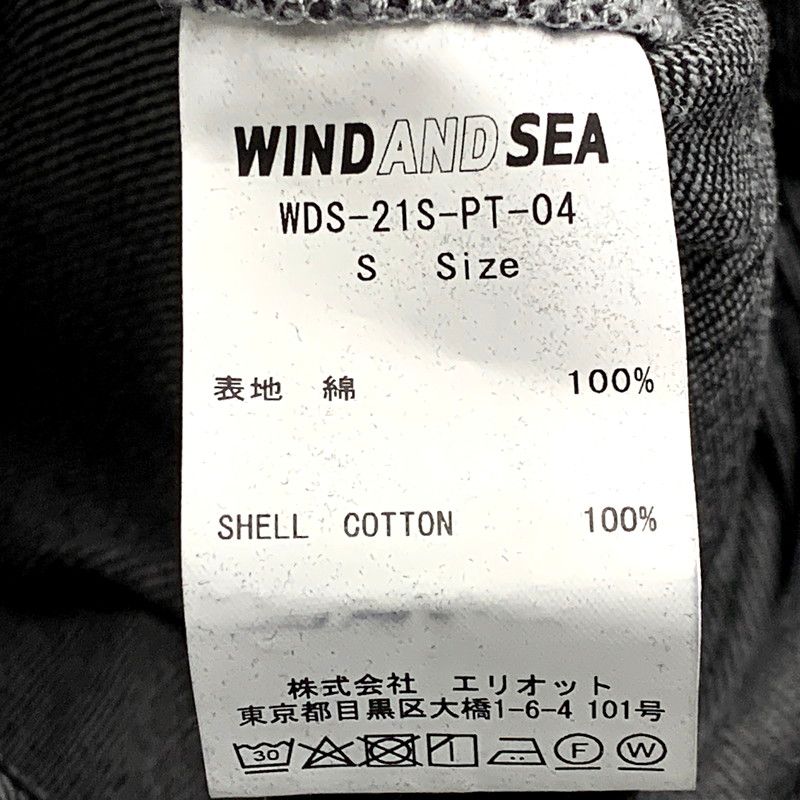 WINDANDSEA
WDS-21S-PT-04
S Size
表地 綿 100%
SHELL COTTON 100%
株式会社 エリオット
東京都目黒区大橋1-6-4 101号
30 F W